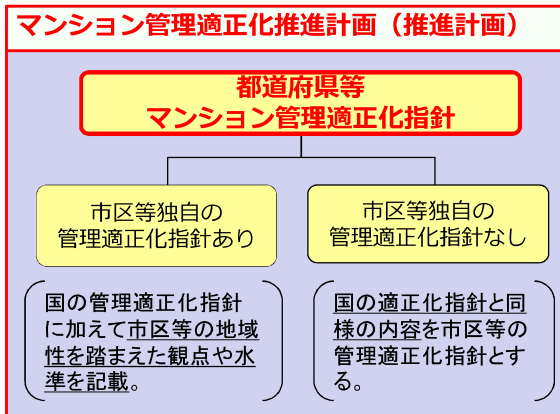 マンション管理適正化推進計画（推進計画）
都道府県等
マンション管理適正化指針
市区等独自の
管理適正化指針あり
市区等独自の
管理適正化指針なし
国の管理適正化指針
に加えて市区等の地域
性を踏まえた観点や水
準を記載。
国の適正化指針と同
様の内容を市区等の
管理適正化指針とす
る。